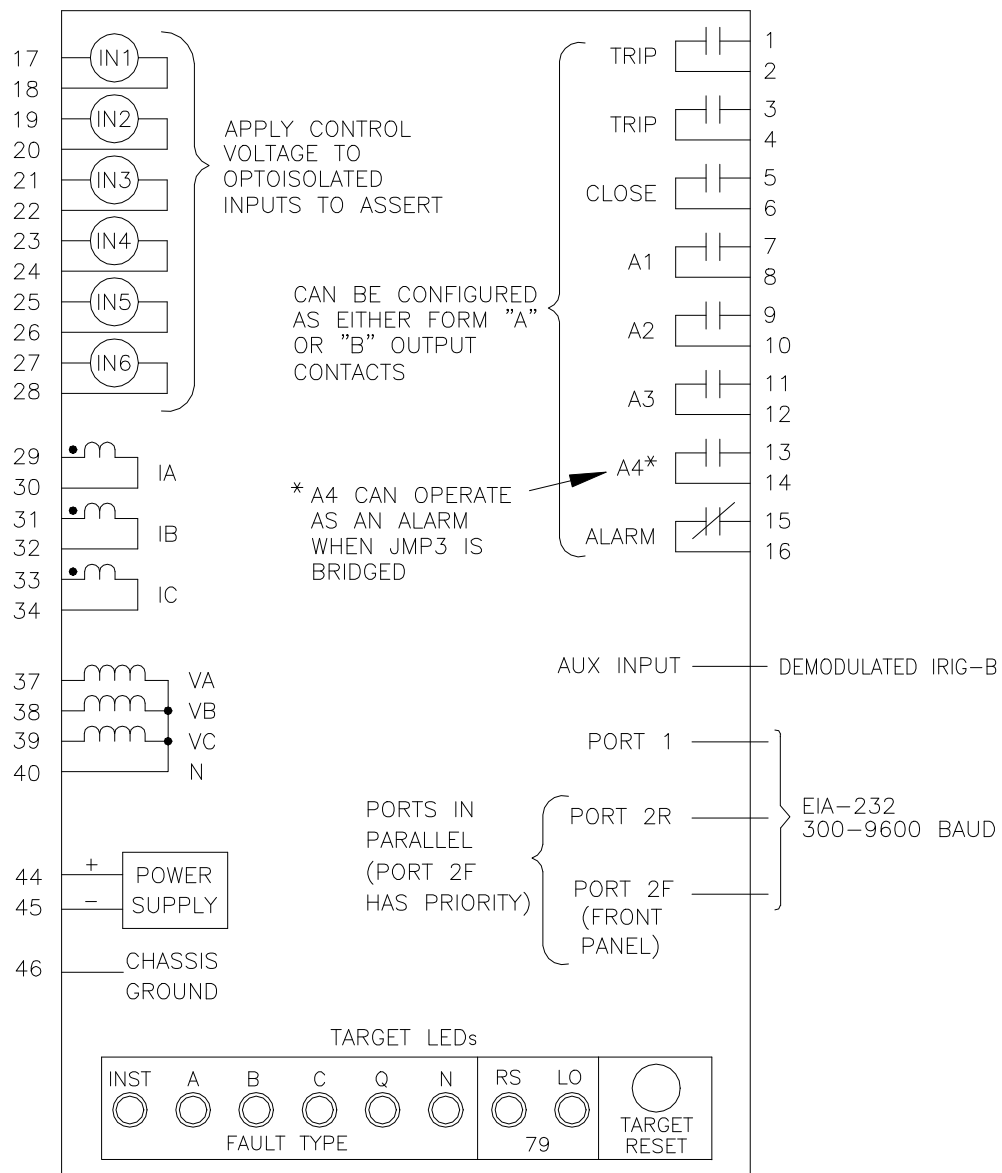 17
IN1
18
19
IN2
20
21
IN3
22
23
IN4
24
25
IN5
26
27
IN6
28
APPLY CONTROL
VOLTAGE TO
OPTOISOLATED
INPUTS TO ASSERT
29
30
IA
31
32
IB
33
34
IC
37
VA
38
VB
39
VC
40
N
44
+
45
−
POWER
SUPPLY
46
CHASSIS
GROUND
CAN BE CONFIGURED
AS EITHER FORM "A"
OR "B" OUTPUT
CONTACTS
* A4 CAN OPERATE
AS AN ALARM
WHEN JMP3 IS
BRIDGED
TRIP
1
2
TRIP
3
4
CLOSE
5
6
A1
7
8
A2
9
10
A3
11
12
A4*
13
14
ALARM
15
16
AUX INPUT
DEMODULATED IRIG-B
PORT 1
PORTS IN
PARALLEL
(PORT 2F
HAS PRIORITY)
PORT 2R
PORT 2F
(FRONT
PANEL)
EIA-232
300-9600 BAUD
TARGET LEDs
INST A B C Q N RS LO
FAULT TYPE
79
TARGET
RESET